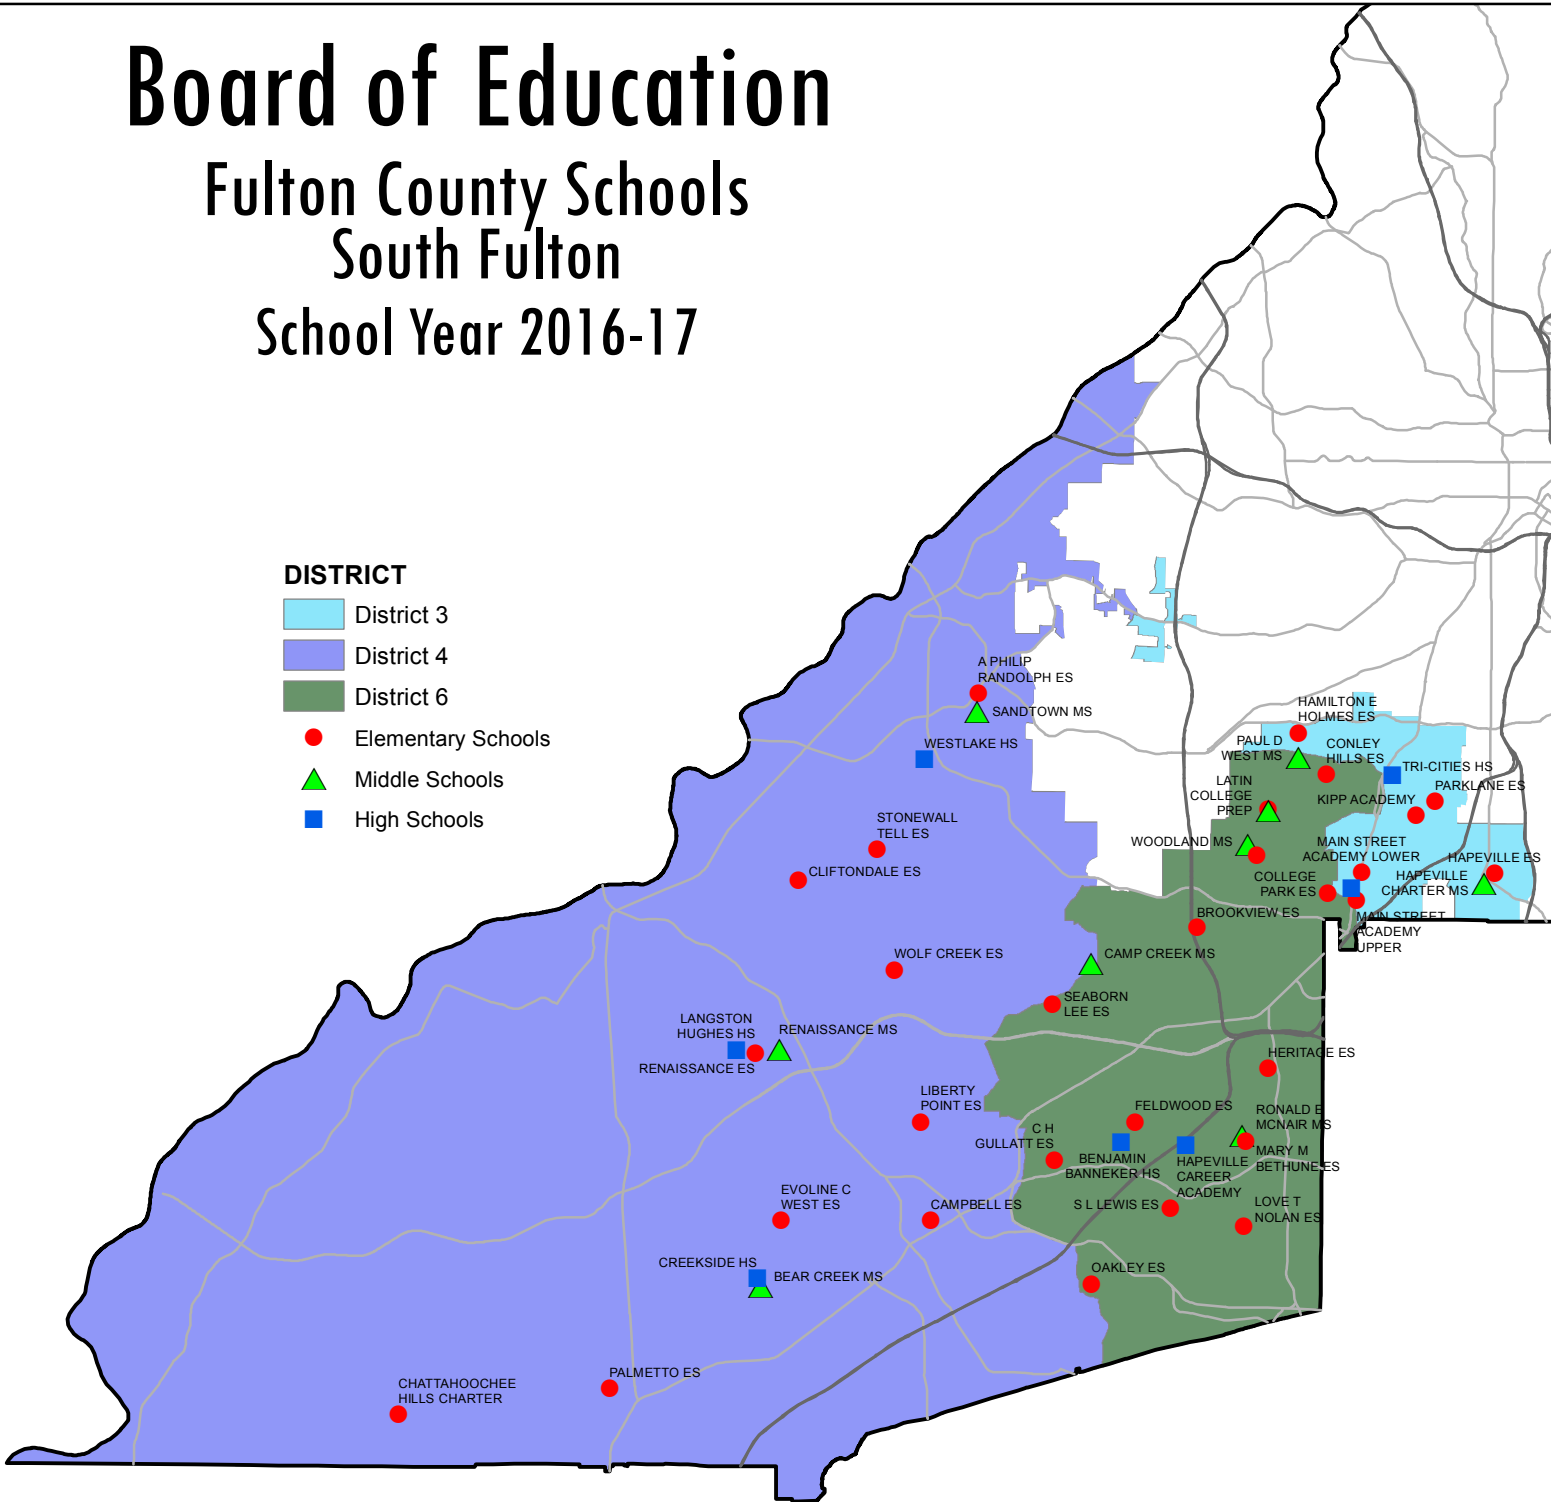 Board of Education
Fulton County Schools
South Fulton
School Year 2016-17
DISTRICT
District 3
District 4
District 6
Elementary Schools
Middle Schools
High Schools
A PHILIP
RANDOLPH ES
SANDTOWN MS
WESTLAKE HS
HAMILTON E
HOLMES ES
PAUL D
WEST MS
CONLEY
HILLS ES
TRI-CITIES HS
LATIN
COLLEGE
PREP
PARKLANE ES
KIPP ACADEMY
STONEWALL
TELL ES
CLIFTONDALE ES
WOODLAND MS
MAIN STREET
ACADEMY LOWER
HAPEVILLE ES
COLLEGE
PARK ES
HAPEVILLE
CHARTER MS
BROOKVIEW ES
MAIN STREET
ACADEMY
UPPER
WOLF CREEK ES
CAMP CREEK MS
SEABORN
LEE ES
LANGSTON
HUGHES HS
RENAISSANCE MS
RENAISSANCE ES
HERITAGE ES
LIBERTY
POINT ES
FELDWOOD ES
RONALD E
MCNAIR MS
C H
GULLATT ES
BENJAMIN
BANNEKER HS
HAPEVILLE
CAREER
ACADEMY
MARY M
BETHUNE ES
EVOLINE C
WEST ES
CAMPBELL ES
S L LEWIS ES
LOVE T
NOLAN ES
CREEKSIDE HS
BEAR CREEK MS
OAKLEY ES
PALMETTO ES
CHATTAHOOCHEE
HILLS CHARTER